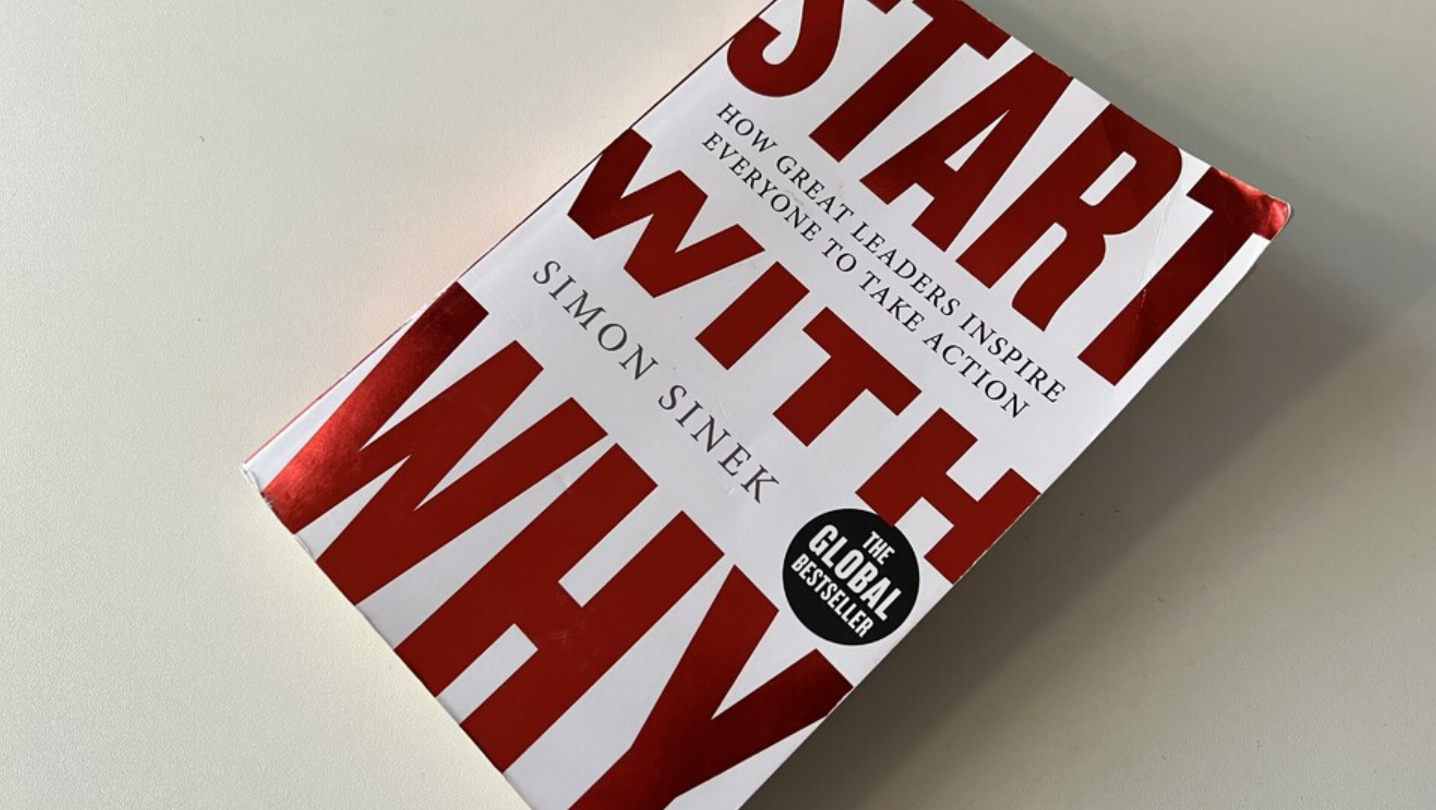 START
HOW GREAT LEADERS INSPIRE
EVERYONE TO TAKE ACTION
WITH
SIMON SINEK
WHY
THE
GLOBAL
BESTSELLER